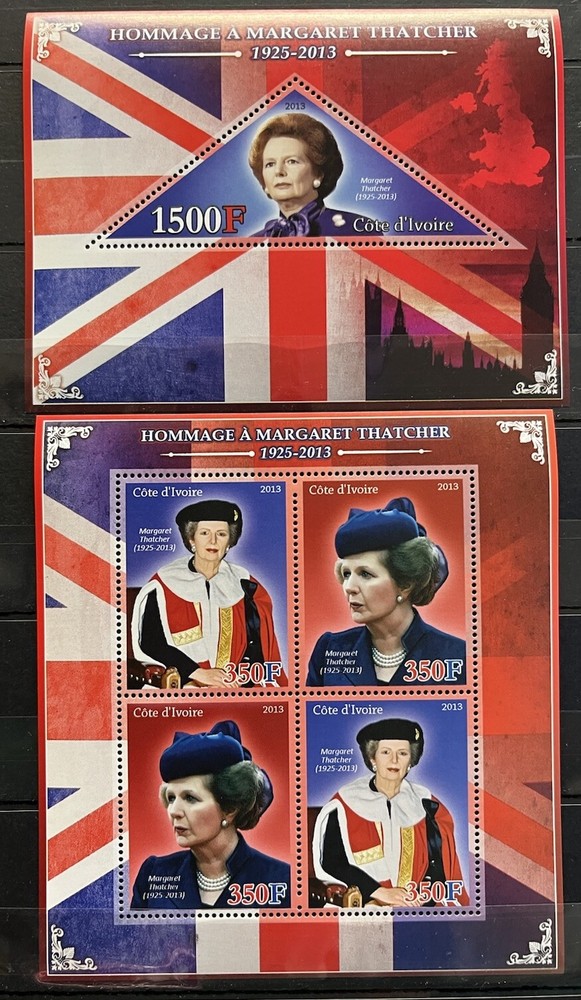 HOMMAGE À MARGARET THATCHER
1925-2013
2013
Margaret
Thatcher
(1925-2013)
1500F
Côte d'Ivoire
HOMMAGE À MARGARET THATCHER
1925-2013
Côte d'Ivoire
2013
Margaret
Thatcher
(1925-2013)
350F
Côte d'Ivoire
2013
Margaret
Thatcher
(1925-2013)
350F
Côte d'Ivoire
2013
Margaret
Thatcher
(1925-2013)
350F
Côte d'Ivoire
2013
Margaret
Thatcher
(1925-2013)
350F